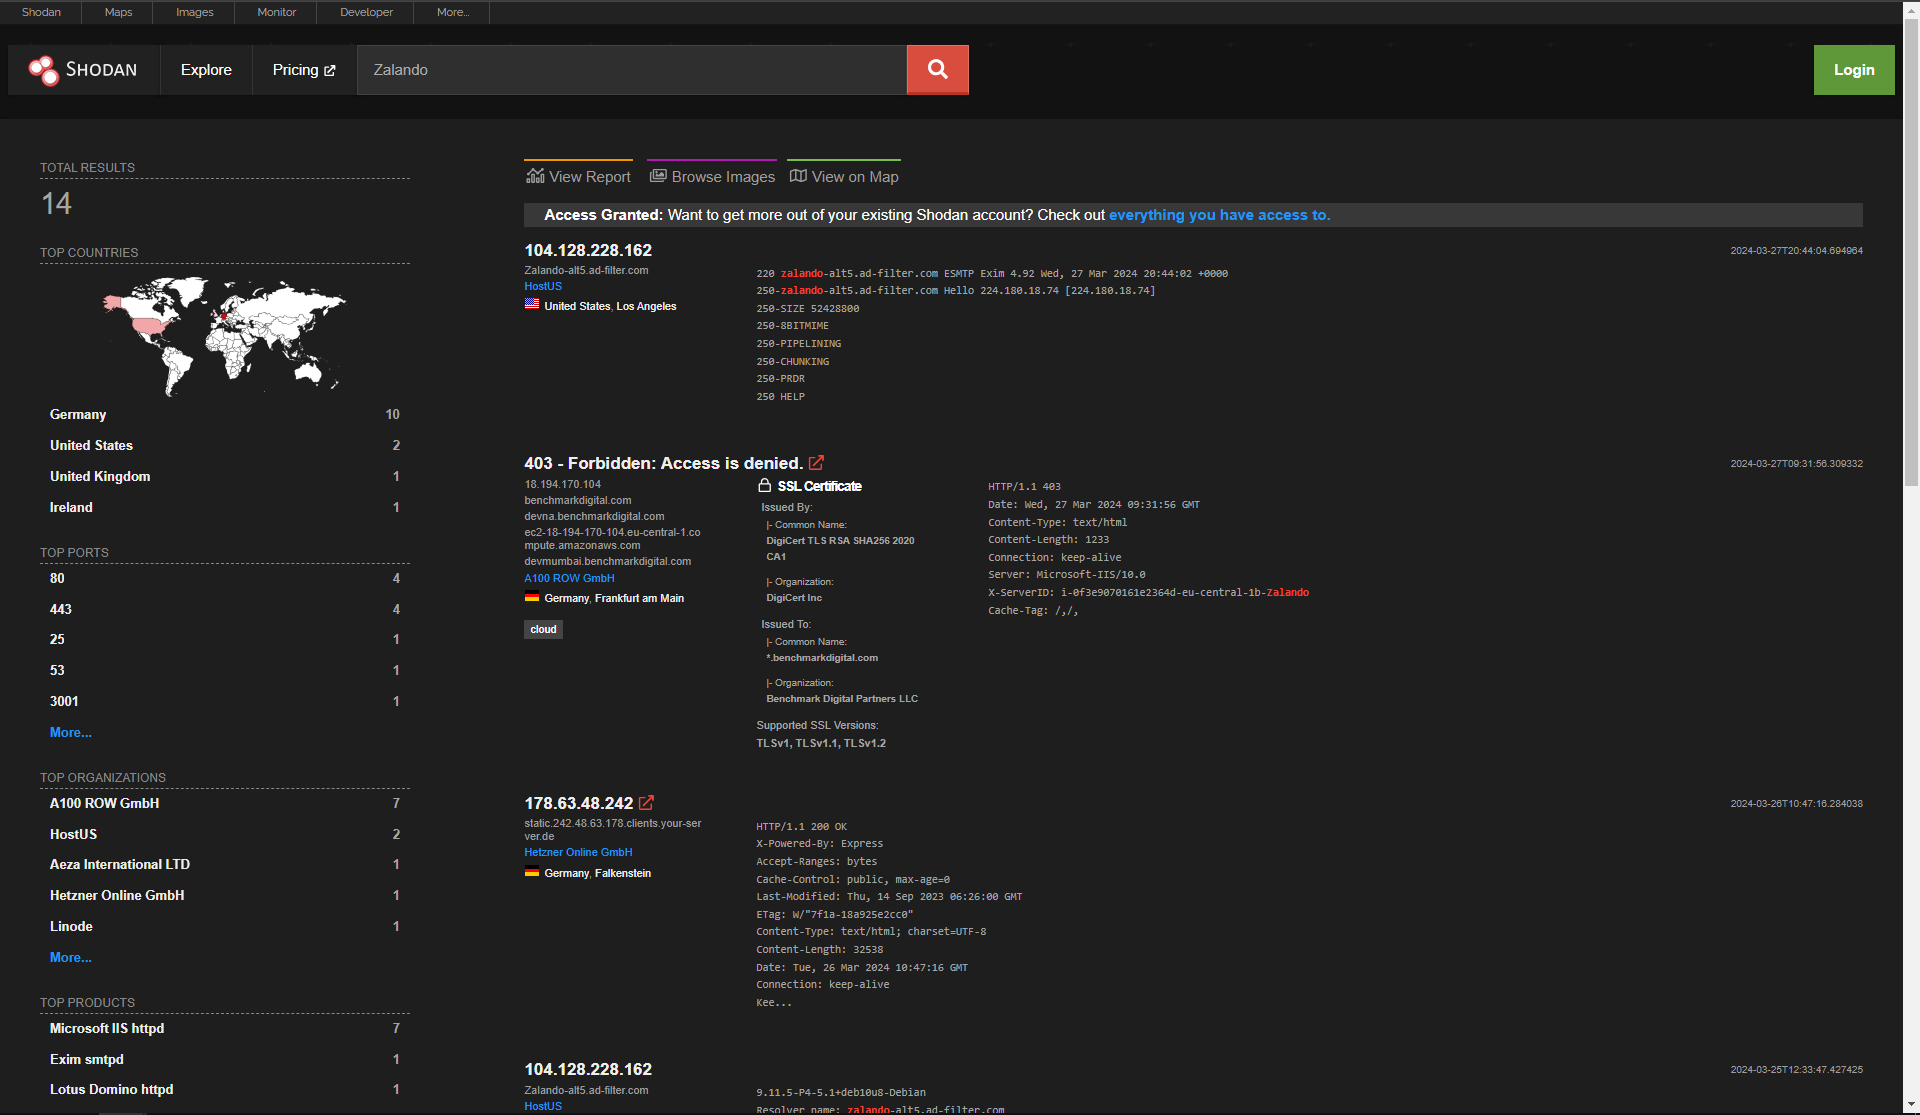 Shodan Maps Images Monitor Developer More...
SHODAN Explore Pricing Zalando Login
TOTAL RESULTS
14
TOP COUNTRIES
Germany 10
United States 2
United Kingdom 1
Ireland 1
TOP PORTS
80 4
443 4
25 1
53 1
3001 1
More...
TOP ORGANIZATIONS
A100 ROW GmbH 7
HostUS 2
Aeza International LTD 1
Hetzner Online GmbH 1
Linode 1
More...
TOP PRODUCTS
Microsoft IIS httpd 7
Exim smtpd 1
Lotus Domino httpd 1
View Report Browse Images View on Map
Access Granted: Want to get more out of your existing Shodan account? Check out everything you have access to.
104.128.228.162
2024-03-27T20:44:04.694964
Zalando-alt5.ad-filter.com
HostUS
United States, Los Angeles
220 zalando-alt5.ad-filter.com ESMTP Exim 4.92 Wed, 27 Mar 2024 20:44:02 +0000
250-zalando-alt5.ad-filter.com Hello 224.180.18.74 [224.180.18.74]
250-SIZE 52428800
250-8BITMIME
250-PIPELINING
250-CHUNKING
250-PRDR
250 HELP
403 - Forbidden: Access is denied.
2024-03-27T09:31:56.309332
18.194.170.104
benchmarkdigital.com
devna.benchmarkdigital.com
ec2-18-194-170-104.eu-central-1.co
mpute.amazonaws.com
devmumbai.benchmarkdigital.com
A100 ROW GmbH
Germany, Frankfurt am Main
cloud
SSL Certificate
Issued By:
|- Common Name:
DigiCert TLS RSA SHA256 2020
CA1
|- Organization:
DigiCert Inc
Issued To:
|- Common Name:
*.benchmarkdigital.com
|- Organization:
Benchmark Digital Partners LLC
Supported SSL Versions:
TLSv1, TLSv1.1, TLSv1.2
HTTP/1.1 403
Date: Wed, 27 Mar 2024 09:31:56 GMT
Content-Type: text/html
Content-Length: 1233
Connection: keep-alive
Server: Microsoft-IIS/10.0
X-ServerID: i-0f3e9070161e2364d-eu-central-1b-Zalando
Cache-Tag: /,/,
178.63.48.242
2024-03-26T10:47:16.284038
static.242.48.63.178.clients.your-ser
ver.de
Hetzner Online GmbH
Germany, Falkenstein
HTTP/1.1 200 OK
X-Powered-By: Express
Accept-Ranges: bytes
Cache-Control: public, max-age=0
Last-Modified: Thu, 14 Sep 2023 06:26:00 GMT
ETag: W/"7f1a-18a925e2cc0"
Content-Type: text/html; charset=UTF-8
Content-Length: 32538
Date: Tue, 26 Mar 2024 10:47:16 GMT
Connection: keep-alive
Kee...
104.128.228.162
2024-03-25T12:33:47.427425
Zalando-alt5.ad-filter.com
HostUS
9.11.5-P4-5.1+deb10u8-Debian
Resolver name: zalando-alt5.ad-filter.com